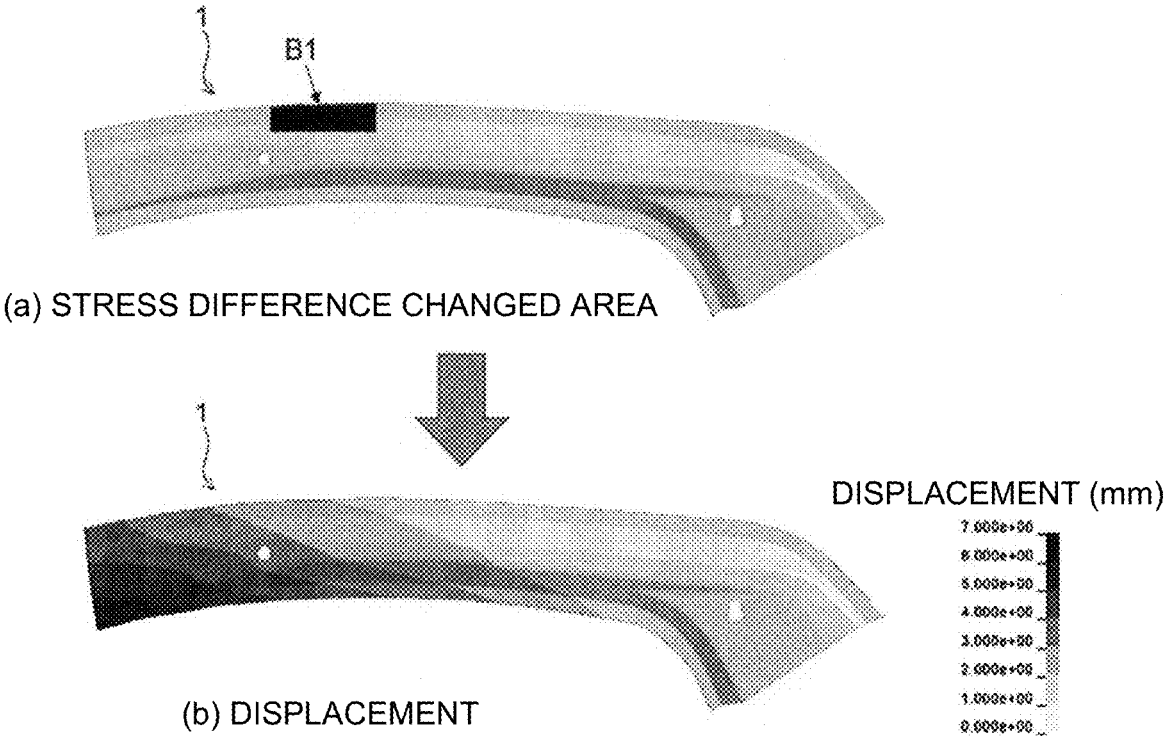 1
B1
(a) STRESS DIFFERENCE CHANGED AREA
1
DISPLACEMENT (mm)
7.000e+00
6.000e+00
5.000e+00
4.000e+00
3.000e+00
2.000e+00
1.000e+00
0.000e+00
(b) DISPLACEMENT